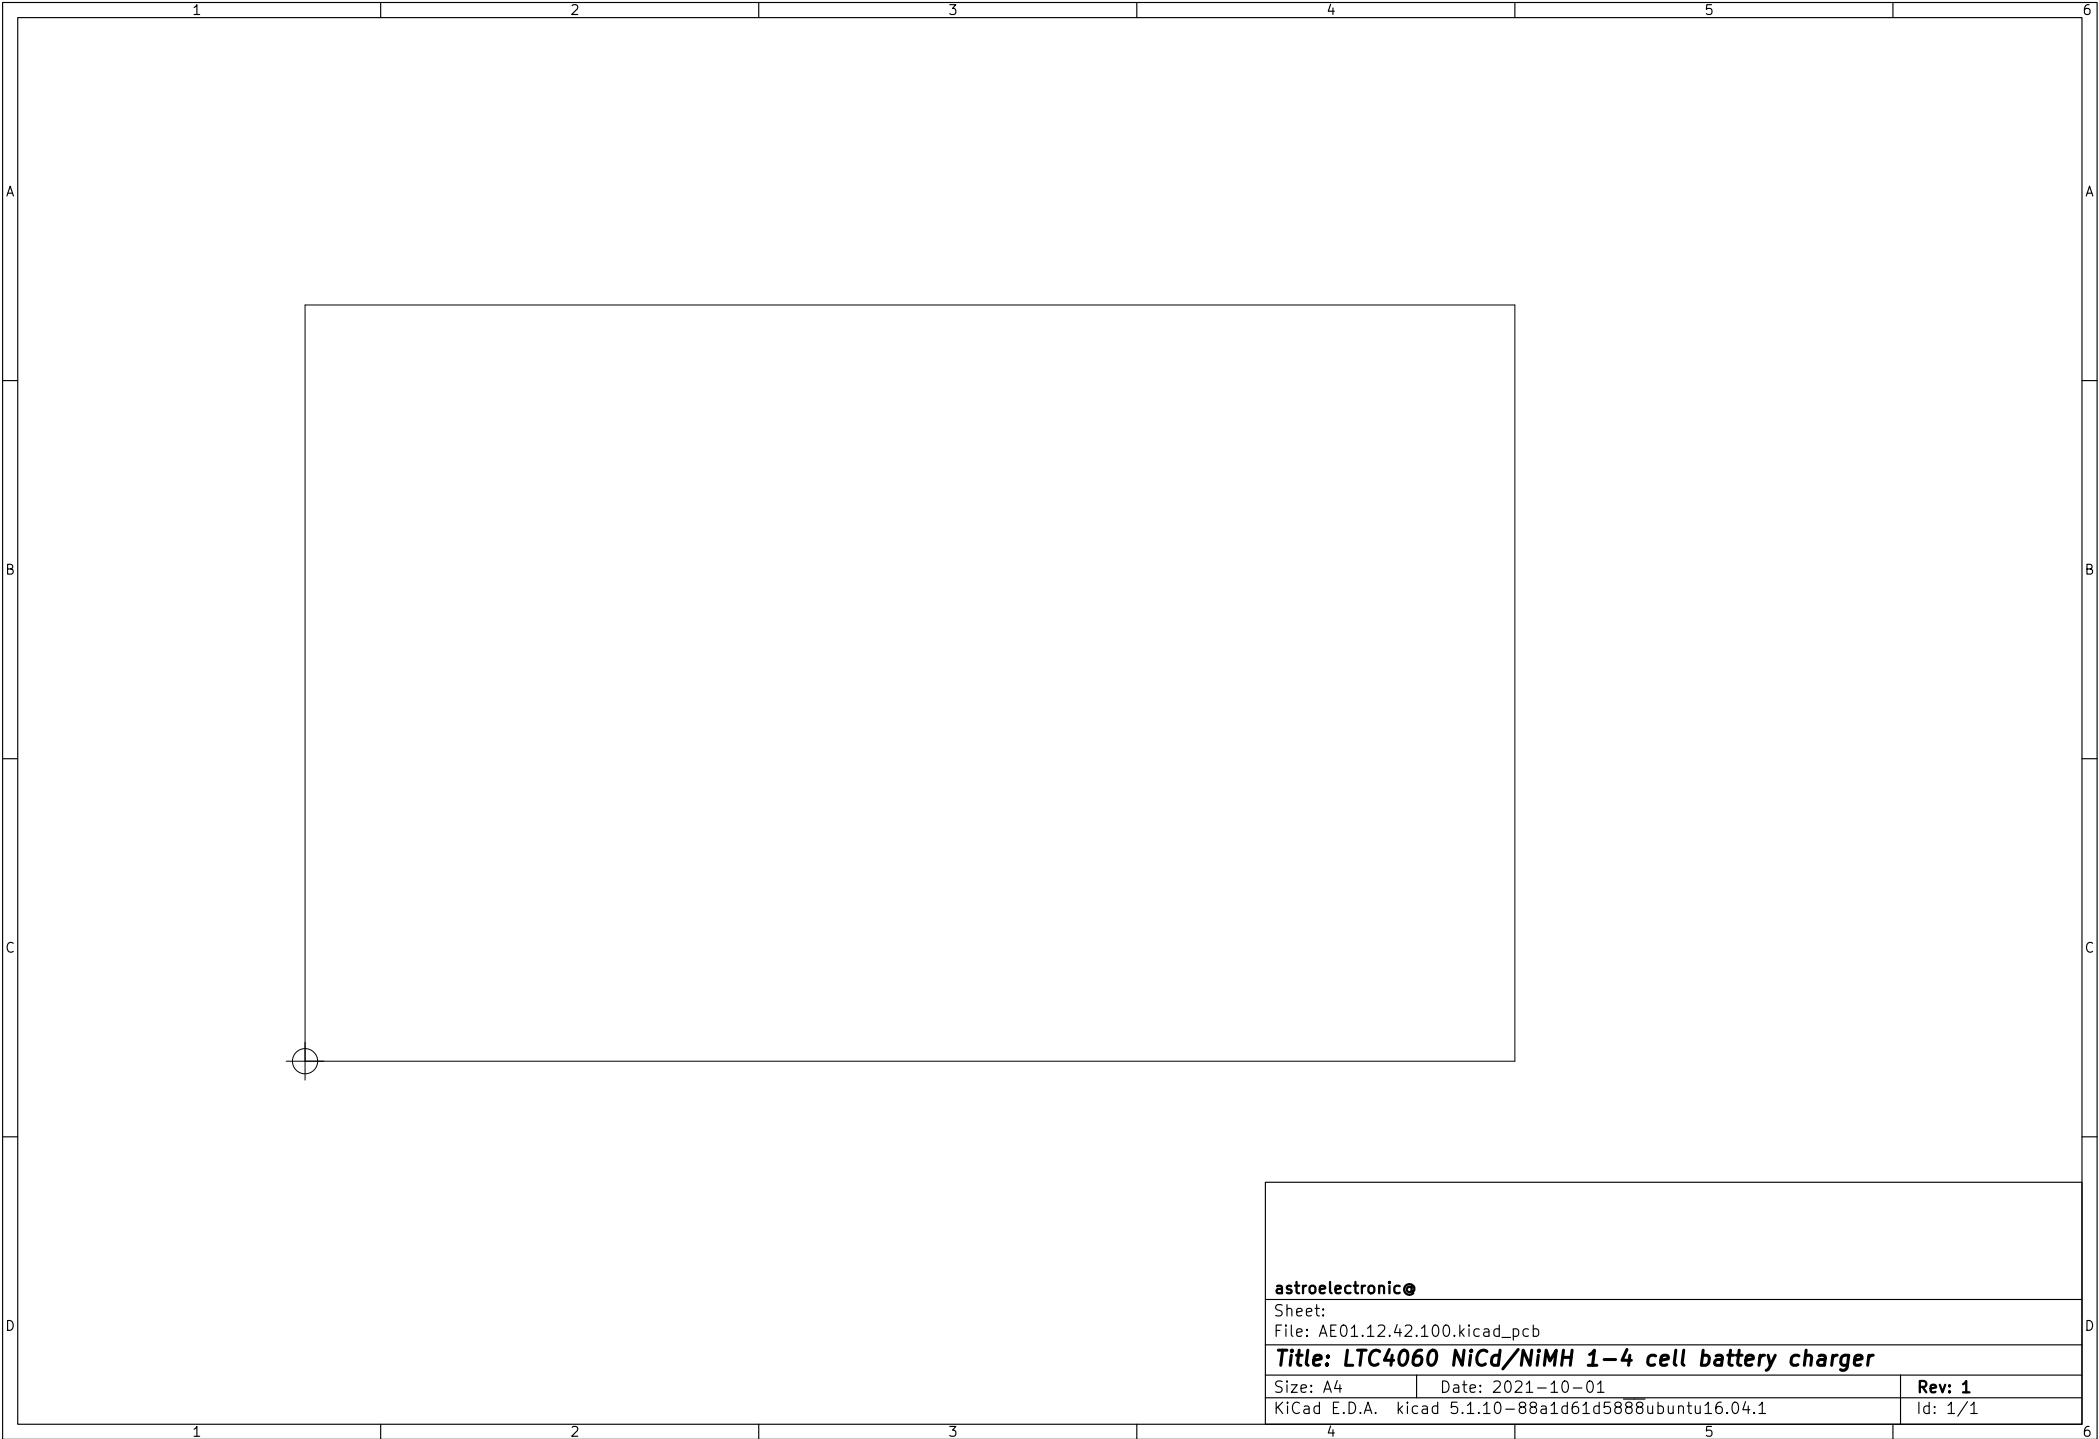 1 2 3 4 5 6
A A
B B
C C
astroelectronic@
Sheet:
File: AE01.12.42.100.kicad_pcb
D D
Title: LTC4060 NiCd/NiMH 1-4 cell battery charger
Size: A4 Date: 2021-10-01 Rev: 1
KiCad E.D.A. kicad 5.1.10-88a1d61d5888ubuntu16.04.1 Id: 1/1
1 2 3 4 5 6